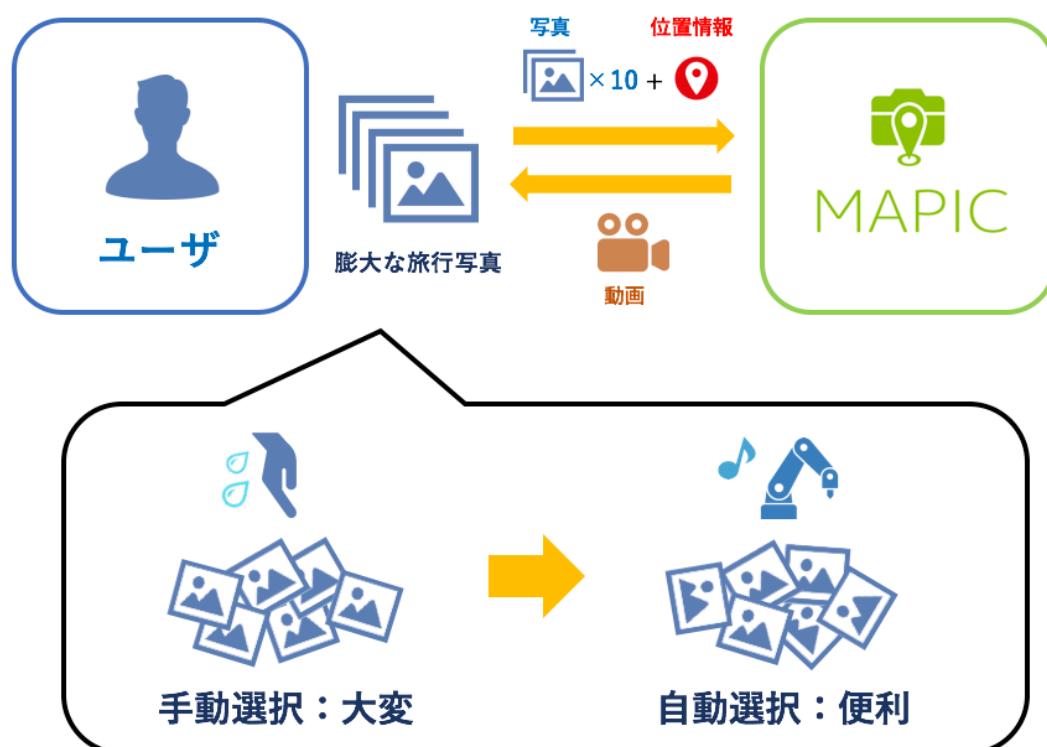 写真
位置情報
×10 +
ユーザ
膨大な旅行写真
動画
MAPIC
手動選択:大変
自動選択:便利